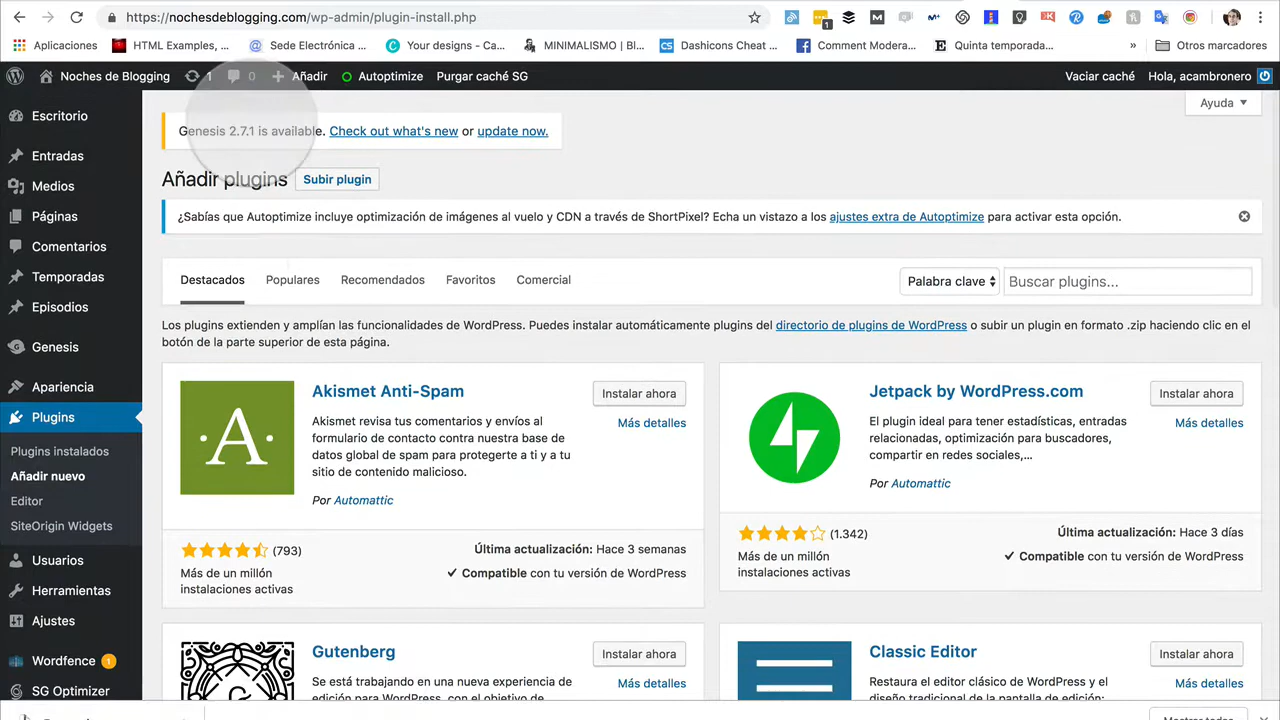 https://nochesdeblogging.com/wp-admin/plugin-install.php
1
Aplicaciones
HTML Examples, ...
Sede Electrónica ...
Your designs - Ca...
MINIMALISMO | Bl...
CS
Dashicons Cheat ...
Comment Modera...
Quinta temporada...
»
Otros marcadores
Noches de Blogging
1
0
Añadir
Autoptimize
Purgar caché SG
Vaciar caché
Hola, acambronero
Escritorio
Entradas
Medios
Páginas
Comentarios
Temporadas
Episodios
Genesis
Apariencia
Plugins
Plugins instalados
Añadir nuevo
Editor
SiteOrigin Widgets
Usuarios
Herramientas
Ajustes
Wordfence 1
SG Optimizer
Ayuda
Genesis 2.7.1 is available. Check out what's new or update now.
Añadir plugins
Subir plugin
¿Sabías que Autoptimize incluye optimización de imágenes al vuelo y CDN a través de ShortPixel? Echa un vistazo a los ajustes extra de Autoptimize para activar esta opción.
Destacados
Populares
Recomendados
Favoritos
Comercial
Palabra clave
Buscar plugins...
Los plugins extienden y amplían las funcionalidades de WordPress. Puedes instalar automáticamente plugins del directorio de plugins de WordPress o subir un plugin en formato .zip haciendo clic en el
botón de la parte superior de esta página.
·A·
Akismet Anti-Spam
Instalar ahora
Más detalles
Akismet revisa tus comentarios y envíos al
formulario de contacto contra nuestra base de
datos global de spam para protegerte a ti y a tu
sitio de contenido malicioso.
Por Automattic
(793)
Más de un millón
instalaciones activas
Última actualización: Hace 3 semanas
Compatible con tu versión de WordPress
Jetpack by WordPress.com
Instalar ahora
Más detalles
El plugin ideal para tener estadísticas, entradas
relacionadas, optimización para buscadores,
compartir en redes sociales,...
Por Automattic
(1.342)
Más de un millón
instalaciones activas
Última actualización: Hace 3 días
Compatible con tu versión de WordPress
Gutenberg
Instalar ahora
Más detalles
Se está trabajando en una nueva experiencia de
edición para WordPress, con el objetivo de
Classic Editor
Instalar ahora
Más detalles
Restaura el editor clásico de WordPress y el
diseño tradicional de la pantalla de edición: